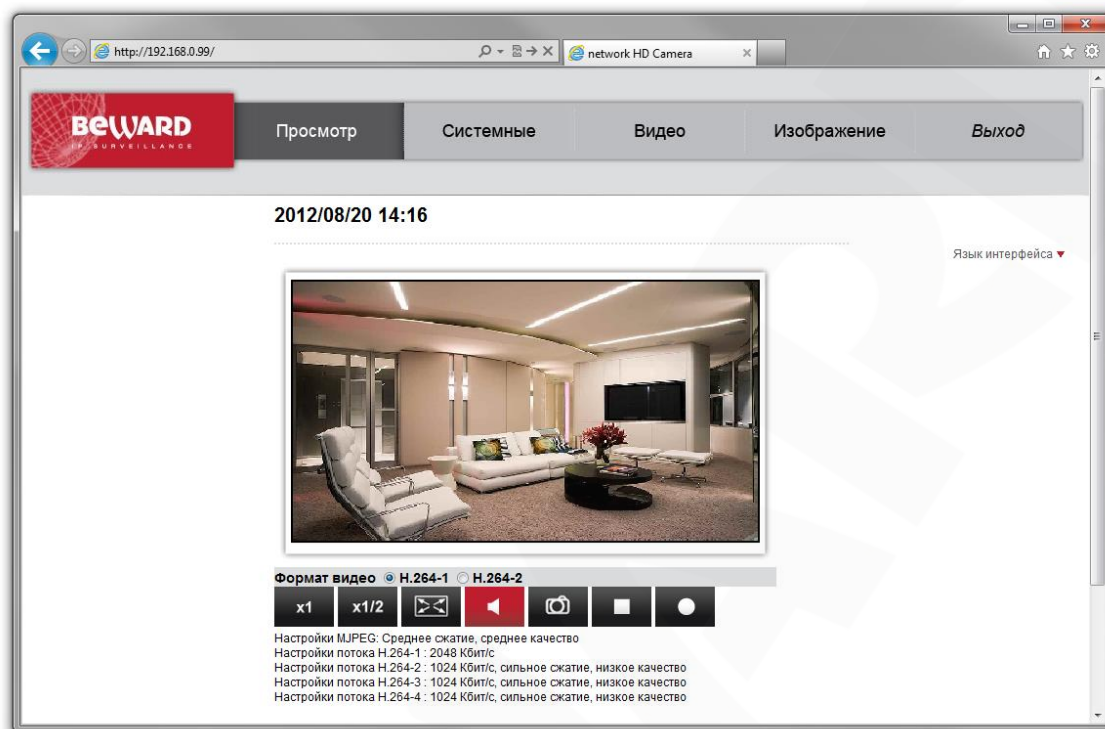 http://192.168.0.99/
network HD Camera
BEWARD
IP SURVEILLANCE
Просмотр
Системные
Видео
Изображение
Выход
2012/08/20 14:16
Язык интерфейса
Формат видео H.264-1 H.264-2
x1
x1/2
Настройки MJPEG: Среднее сжатие, среднее качество
Настройки потока H.264-1 : 2048 Кбит/с
Настройки потока H.264-2 : 1024 Кбит/с, сильное сжатие, низкое качество
Настройки потока H.264-3 : 1024 Кбит/с, сильное сжатие, низкое качество
Настройки потока H.264-4 : 1024 Кбит/с, сильное сжатие, низкое качество